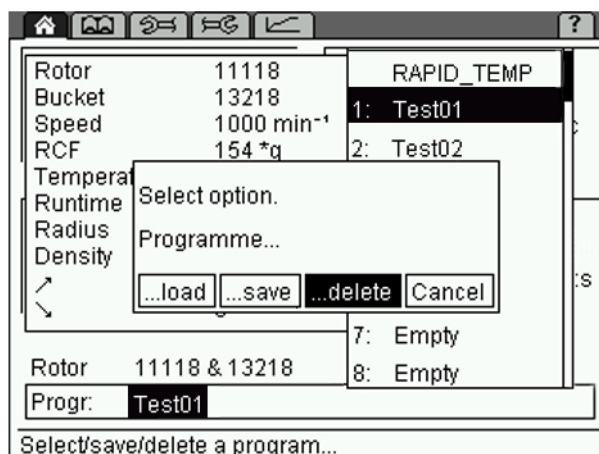 ?
Rotor 11118
Bucket 13218
Speed 1000 min⁻¹
RCF 154 *g
Temperat
Runtime
Radius
Density
RAPID_TEMP
1: Test01
2: Test02
Select option.
Programme...
...load ...save ...delete Cancel
7: Empty
8: Empty
Rotor 11118 & 13218
Progr: Test01
Select/save/delete a program...